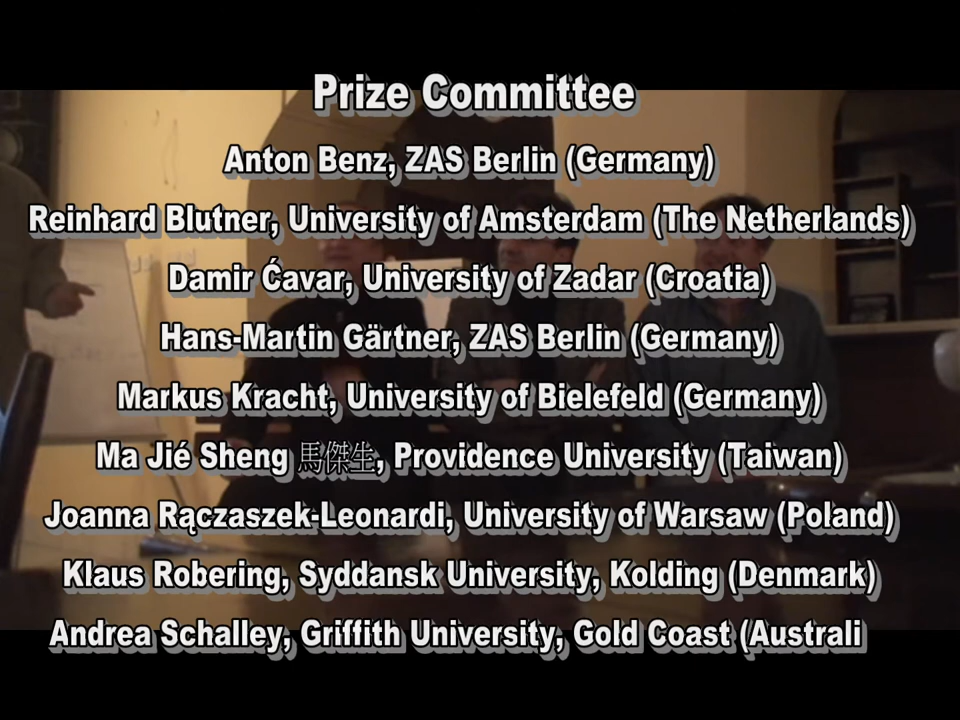 Prize Committee
Anton Benz, ZAS Berlin (Germany)
Reinhard Blutner, University of Amsterdam (The Netherlands)
Damir Ćavar, University of Zadar (Croatia)
Hans-Martin Gärtner, ZAS Berlin (Germany)
Markus Kracht, University of Bielefeld (Germany)
Ma Jié Sheng 馬傑生, Providence University (Taiwan)
Joanna Rączaszek-Leonardi, University of Warsaw (Poland)
Klaus Robering, Syddansk University, Kolding (Denmark)
Andrea Schalley, Griffith University, Gold Coast (Australi